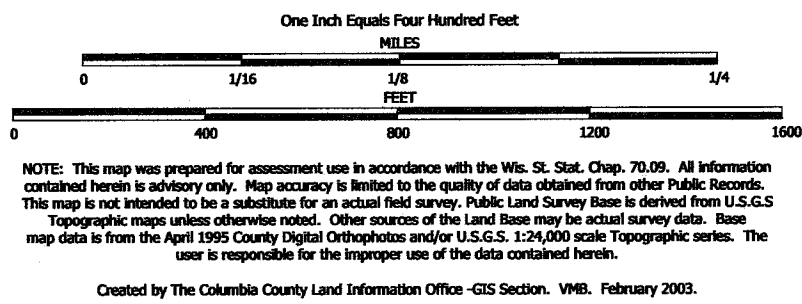 One Inch Equals Four Hundred Feet
MILES
0 1/16 1/8 1/4
FEET
0 400 800 1200 1600
NOTE: This map was prepared for assessment use in accordance with the Wis. St. Stat. Chap. 70.09. All information
contained herein is advisory only. Map accuracy is limited to the quality of data obtained from other Public Records.
This map is not intended to be a substitute for an actual field survey. Public Land Survey Base is derived from U.S.G.S
Topographic maps unless otherwise noted. Other sources of the Land Base may be actual survey data. Base
map data is from the April 1995 County Digital Orthophotos and/or U.S.G.S. 1:24,000 scale Topographic series. The
user is responsible for the improper use of the data contained herein.
Created by The Columbia County Land Information Office -GIS Section. VMB. February 2003.